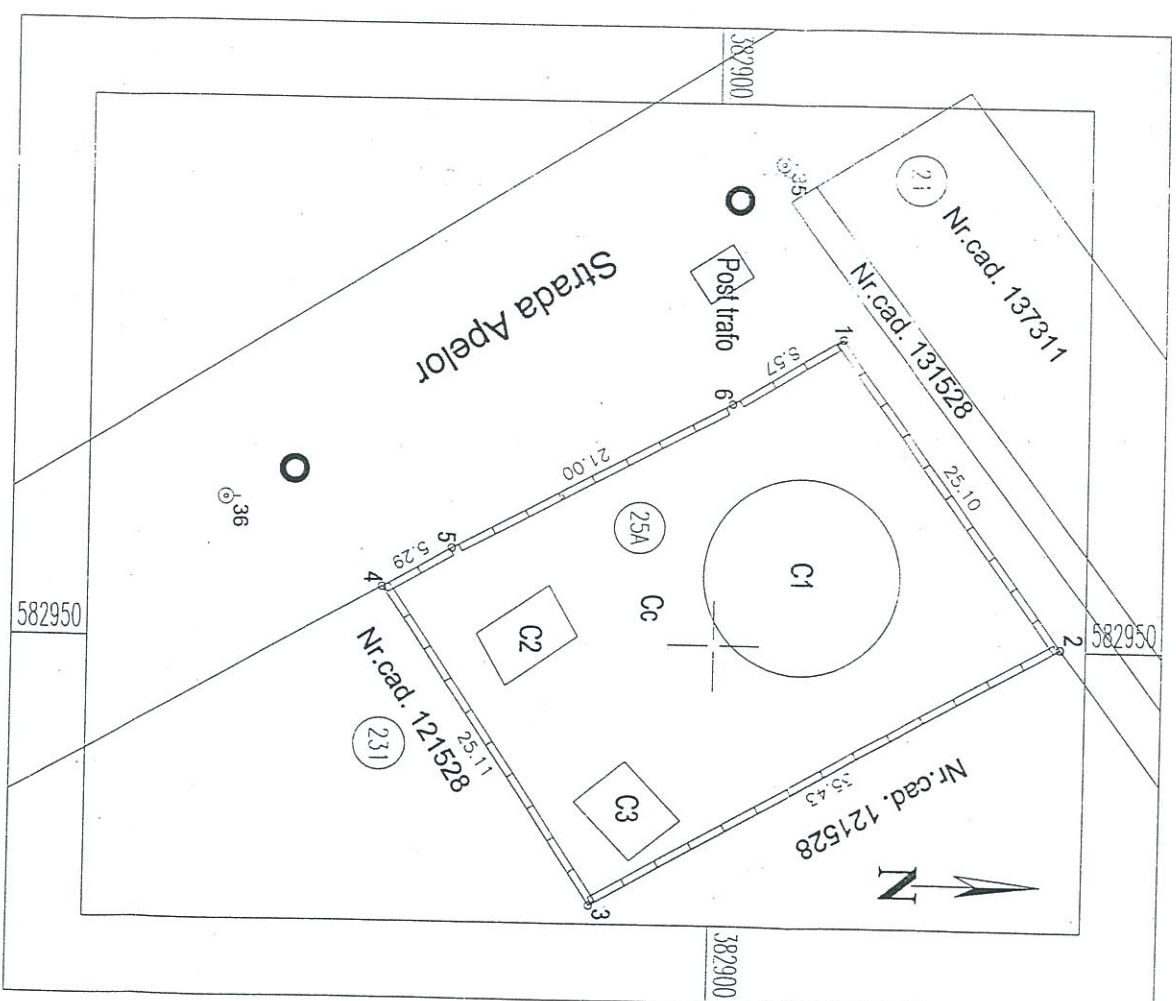 382900
21
Nr.cad. 137311
35
Nr.cad. 131528
Post trafo
Strada Apelor
1
8.57
6
25.10
21.00
25A
C1
Cc
5
5.29
4
36
C2
582950
582950
2
Nr.cad. 121528
231
25.11
C3
35.43
Nr.cad. 121528
3
N
382900